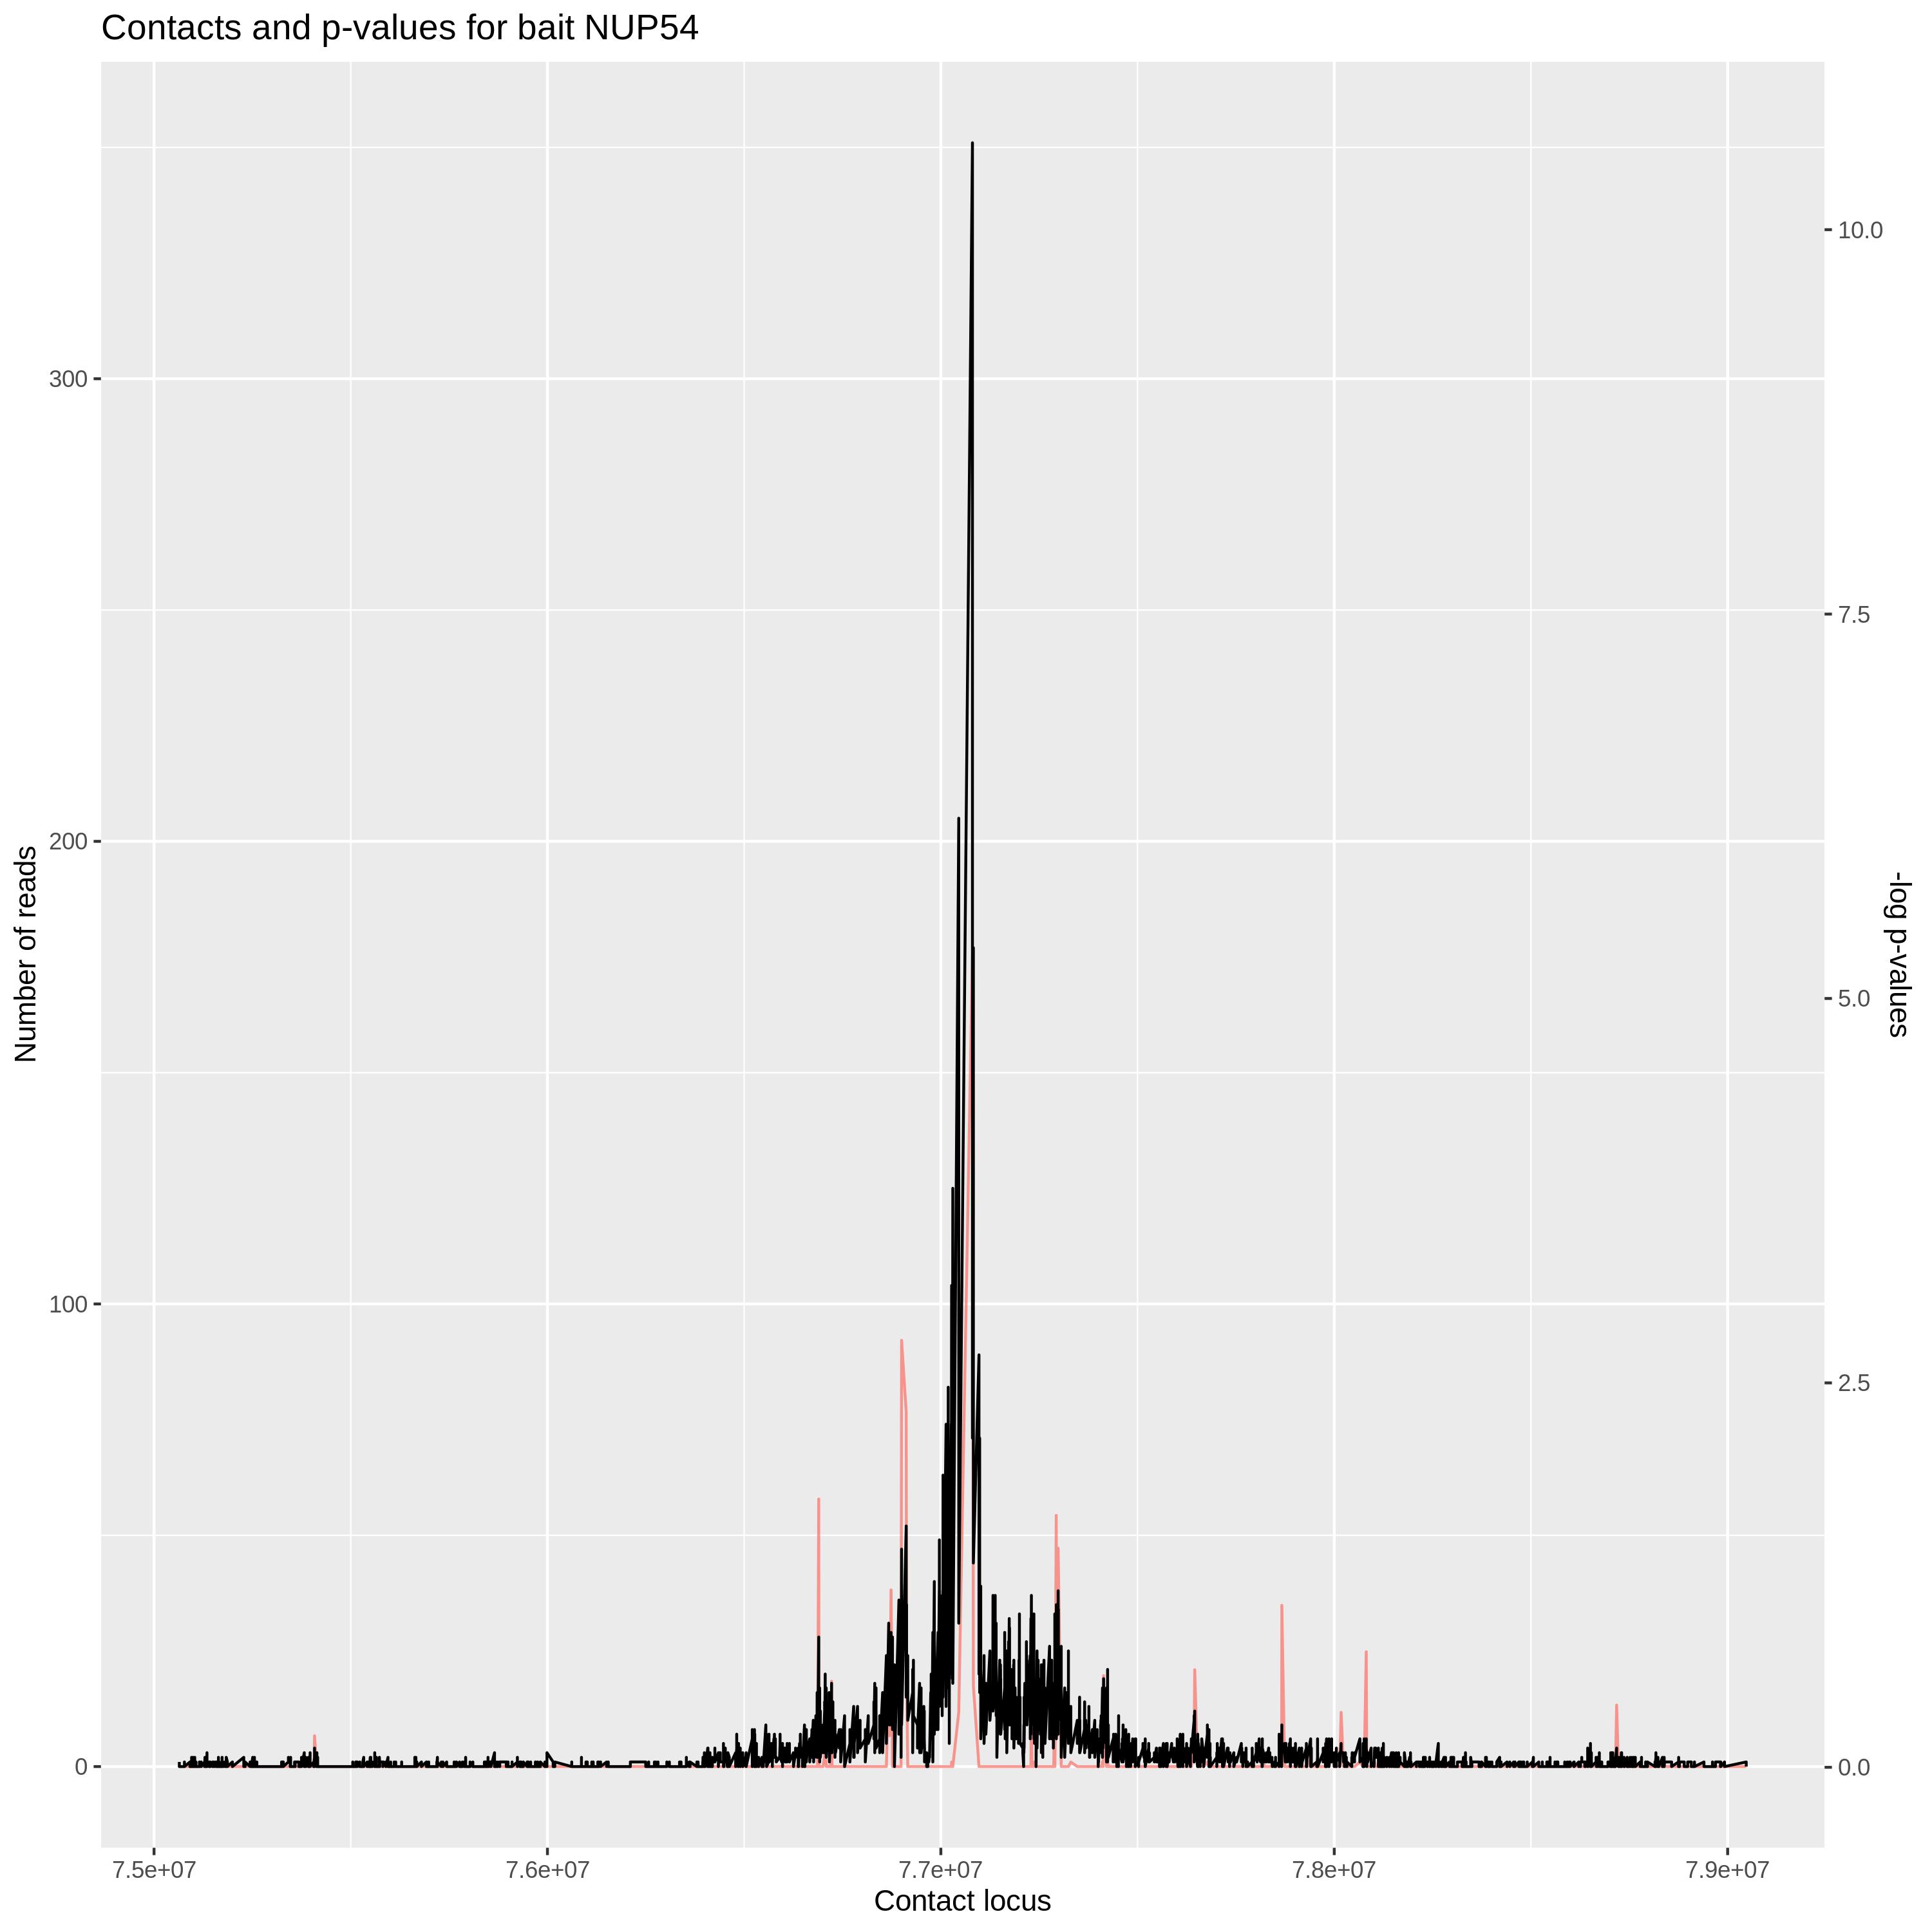 Contacts and p-values for bait NUP54
Number of reads
300
200
100
0
10.0
7.5
5.0
2.5
0.0
-log p-values
7.5e+07 7.6e+07 7.7e+07 7.8e+07 7.9e+07
Contact locus